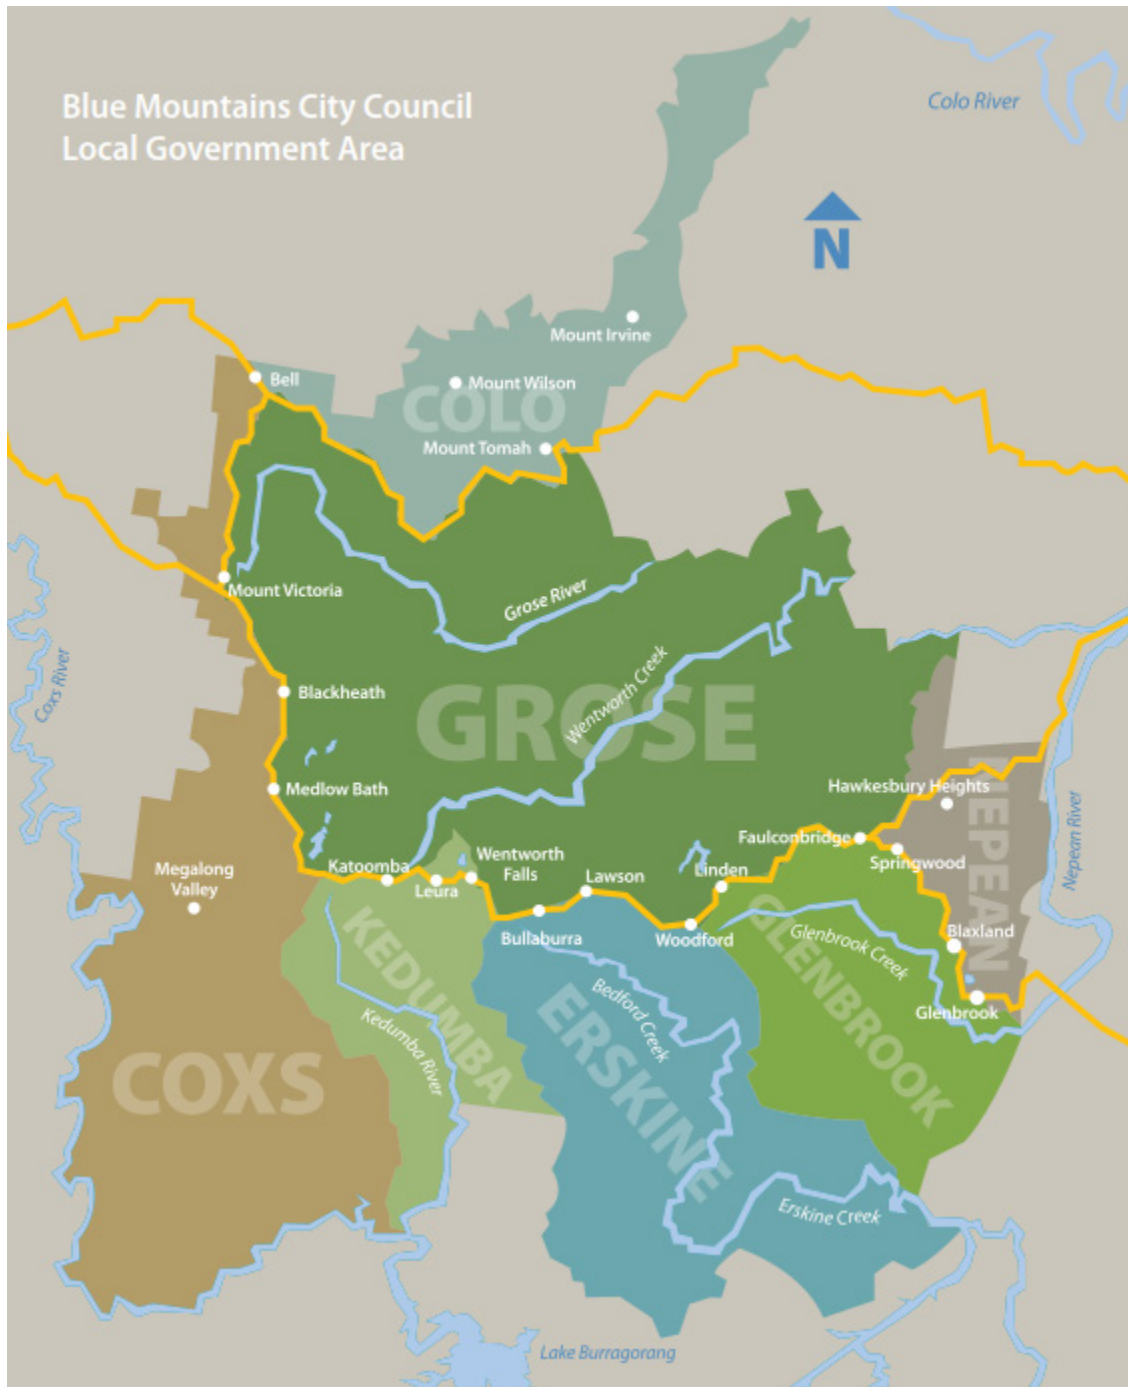 Blue Mountains City Council
Local Government Area
Colo River
N
Mount Irvine
Bell
Mount Wilson
COLO
Mount Tomah
Mount Victoria
Grose River
Coxs River
Wentworth Creek
Blackheath
GROSE
Medlow Bath
Hawkesbury Heights
NEPEAN
Nepean River
Faulconbridge
Springwood
Megalong
Valley
Katoomba
Leura
Wentworth
Falls
Lawson
Linden
KEDUMBA
Bullaburra
Woodford
GLENBROOK
Glenbrook Creek
Blaxland
Bedford Creek
Glenbrook
Kedumba River
ERSKINE
COXS
Erskine Creek
Lake Burragorang